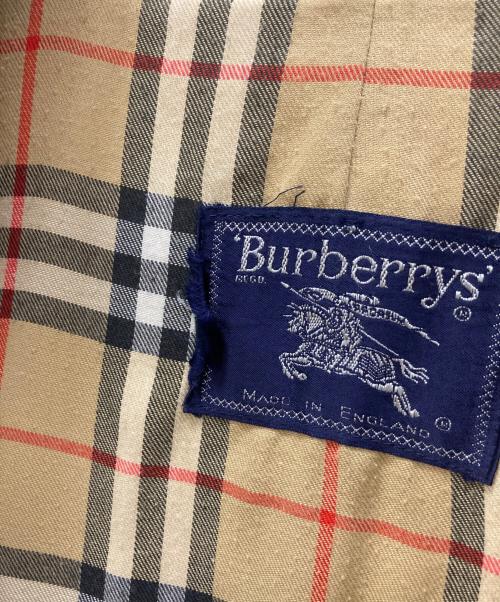 'Burberrys'
REGD.
®
MADE IN ENGLAND
®